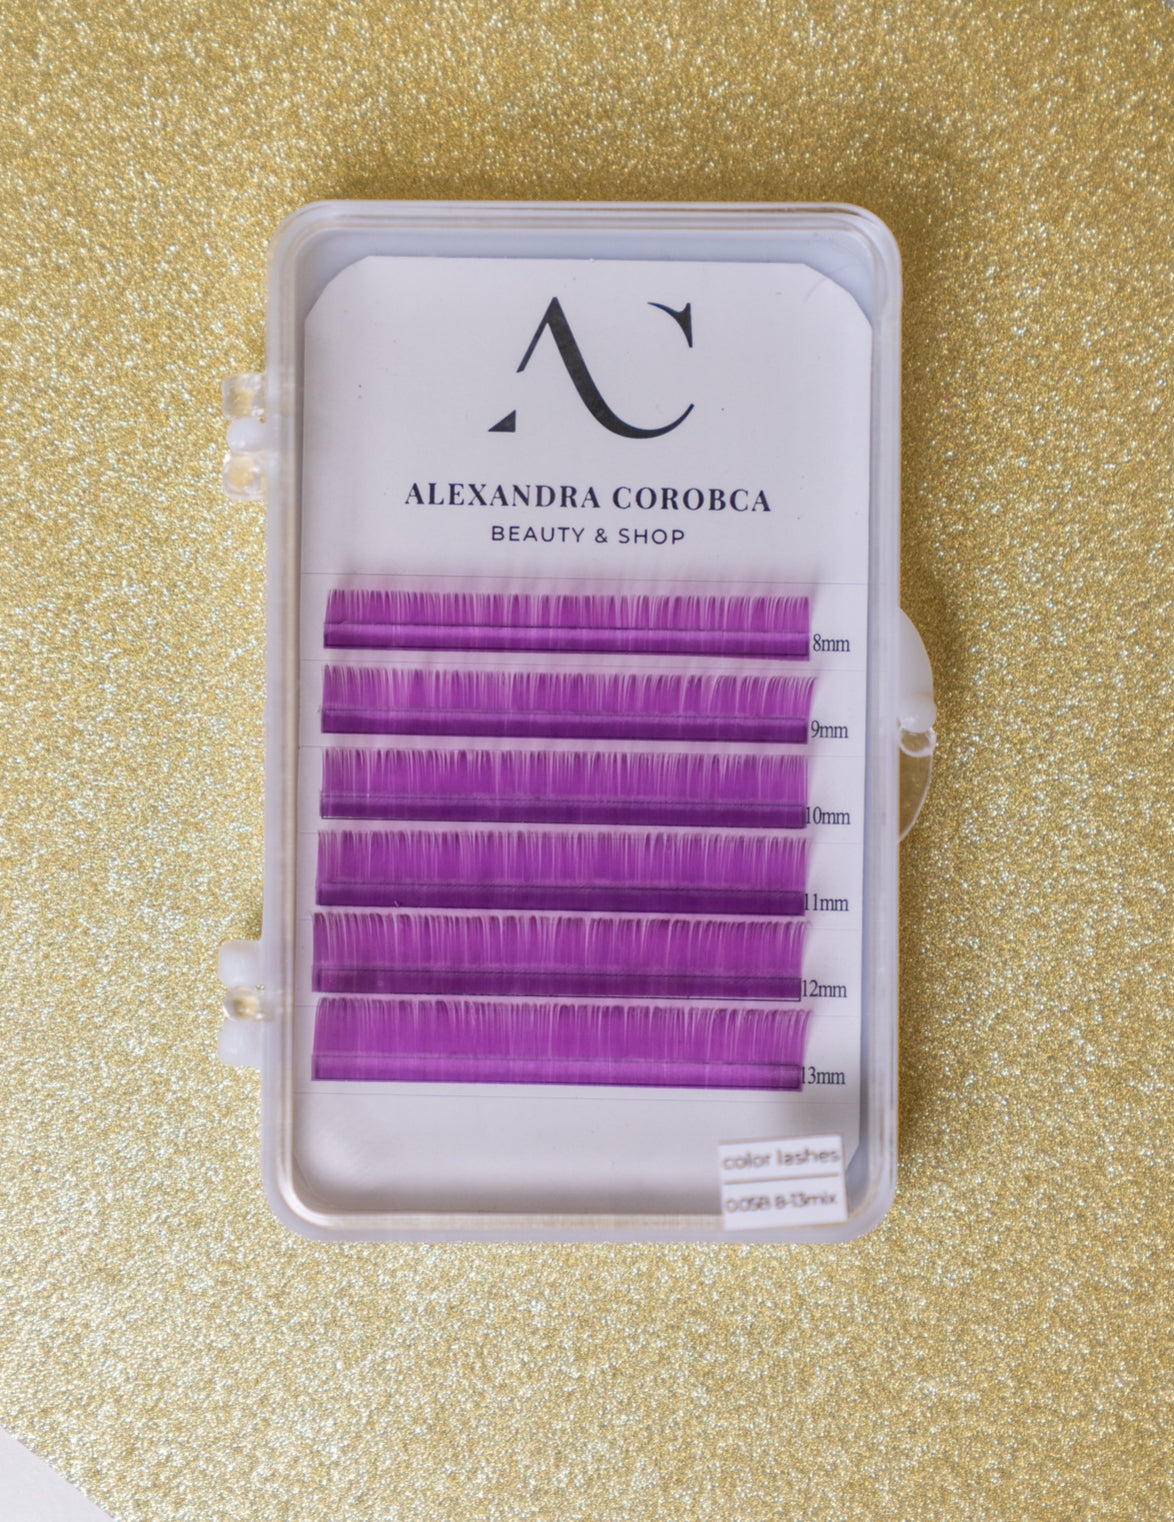 AC
ALEXANDRA COROBCA
BEAUTY & SHOP
8mm
9mm
10mm
11mm
12mm
13mm
color lashes
0.05B 8-13mix